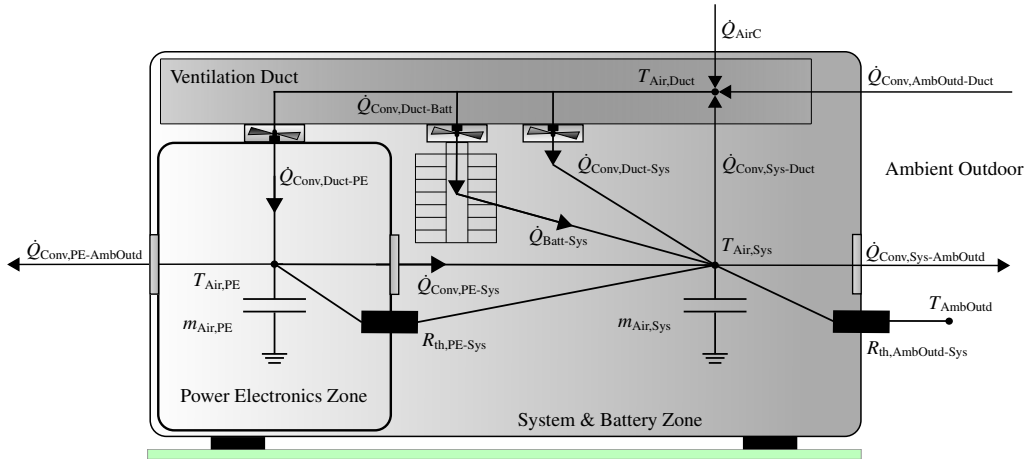 Q̇AirC
Ventilation Duct
TAir,Duct
Q̇Conv,AmbOutd-Duct
Q̇Conv,Duct-Batt
Q̇Conv,Duct-PE
Q̇Conv,Duct-Sys
Q̇Conv,Sys-Duct
Ambient Outdoor
Q̇Conv,PE-AmbOutd
Q̇Batt-Sys
TAir,Sys
Q̇Conv,Sys-AmbOutd
TAir,PE
Q̇Conv,PE-Sys
TAmbOutd
mAir,PE
mAir,Sys
Rth,PE-Sys
Rth,AmbOutd-Sys
Power Electronics Zone
System & Battery Zone